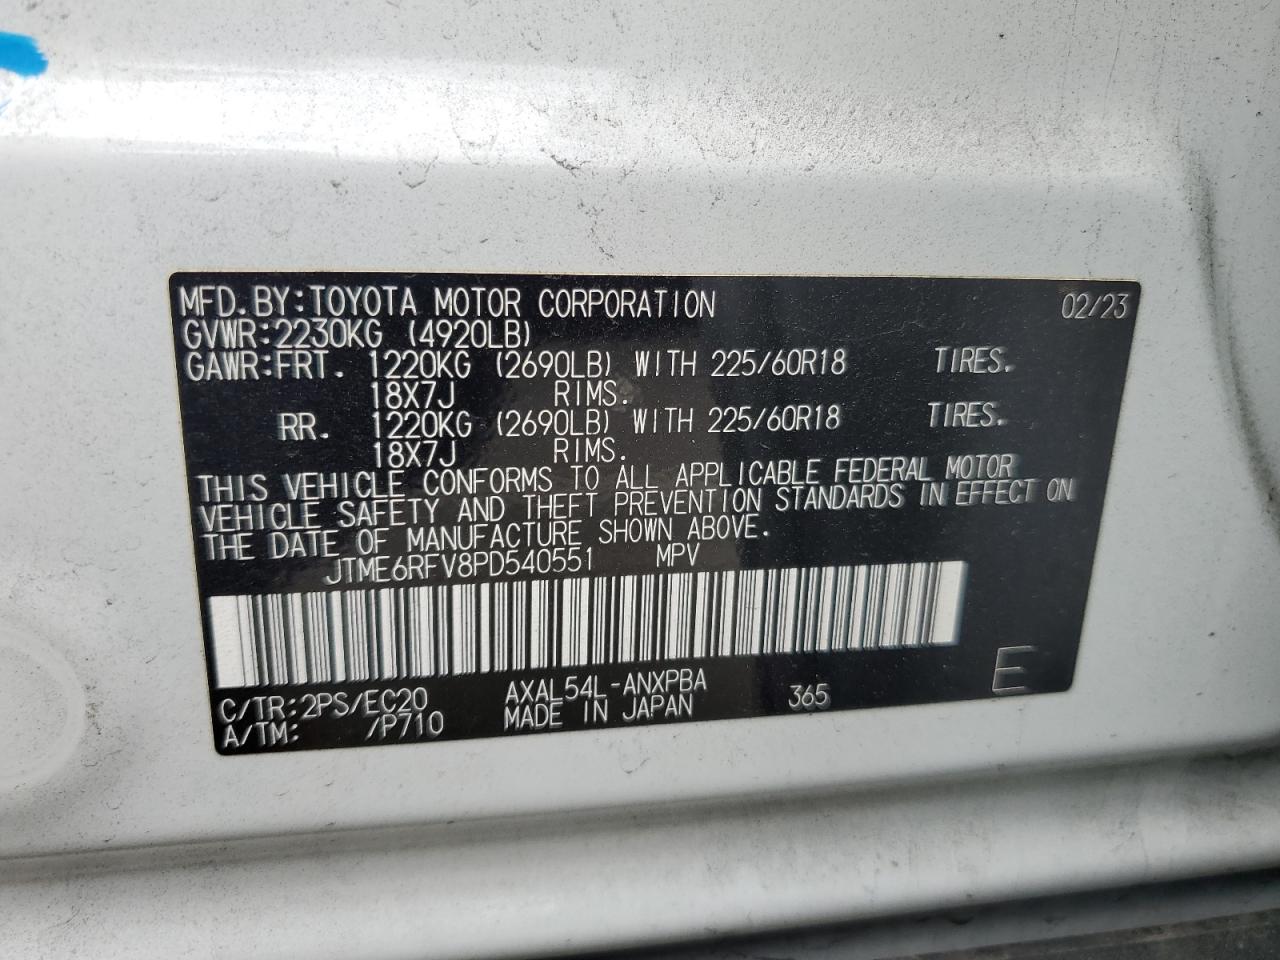 MFD.BY:TOYOTA MOTOR CORPORATION 02/23
GVWR:2230KG (4920LB)
GAWR:FRT. 1220KG (2690LB) WITH 225/60R18 TIRES.
18X7J RIMS.
RR. 1220KG (2690LB) WITH 225/60R18 TIRES.
18X7J RIMS.
THIS VEHICLE CONFORMS TO ALL APPLICABLE FEDERAL MOTOR
VEHICLE SAFETY AND THEFT PREVENTION STANDARDS IN EFFECT ON
THE DATE OF MANUFACTURE SHOWN ABOVE.
JTME6RFV8PD540551 MPV
C/TR:2PS/EC20 AXAL54L-ANXPBA 365 E
A/TM: /P710 MADE IN JAPAN